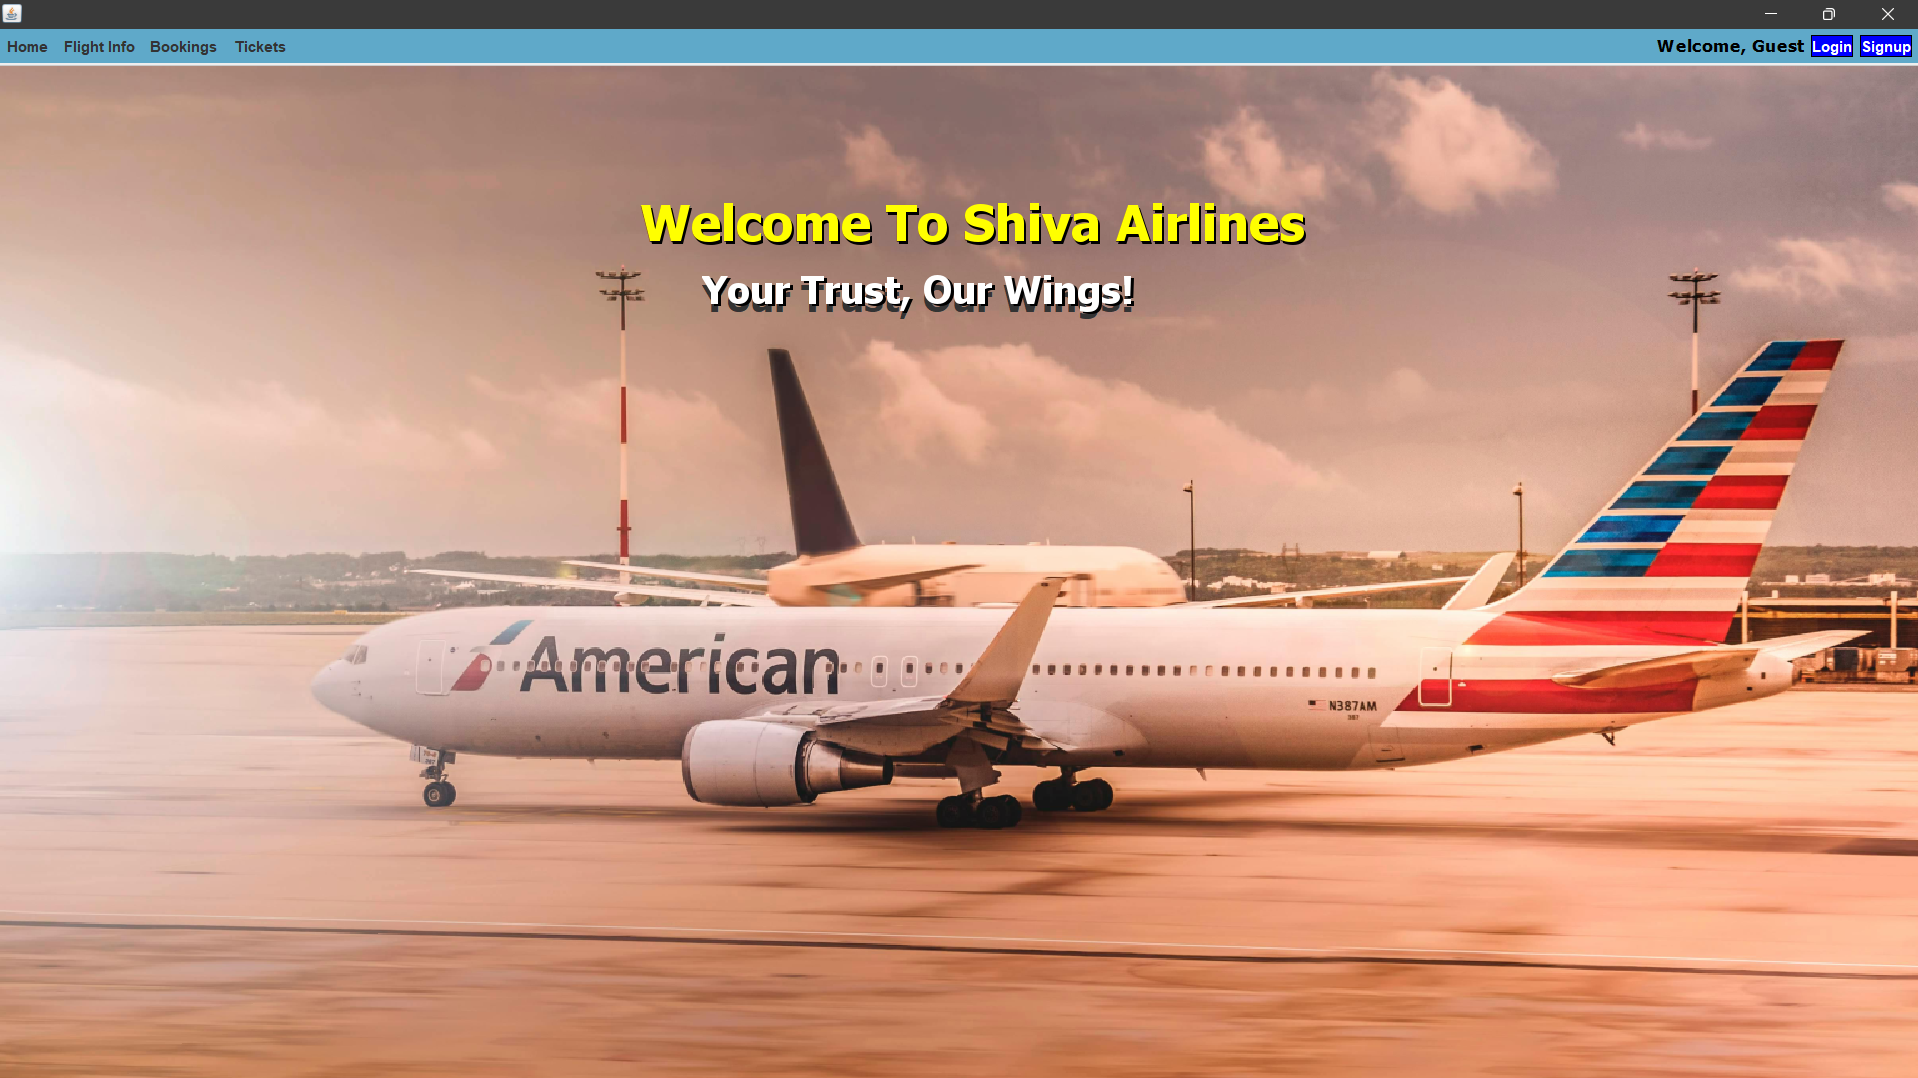 Home Flight Info Bookings Tickets Welcome, Guest Login Signup
Welcome To Shiva Airlines
Your Trust, Our Wings!
American
N387AM
387